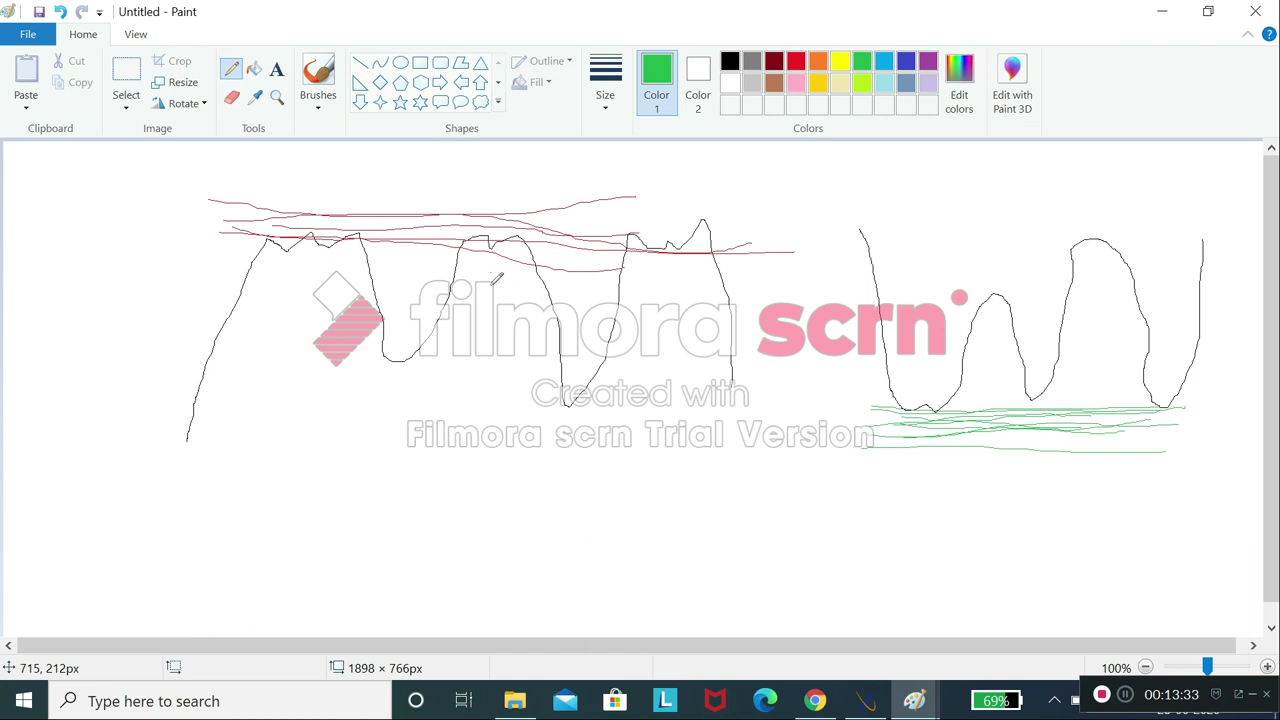 Untitled - Paint
File
Home
View
Paste
Cut
Copy
Clipboard
Select
Crop
Resize
Rotate
Image
A
Tools
Brushes
Shapes
Outline
Fill
Size
Color
1
Color
2
Edit
colors
Colors
Edit with
Paint 3D
filmora scrn
Created with
Filmora scrn Trial Version
715, 212px
1898 × 766px
100%
Type here to search
L
69%
00:13:33